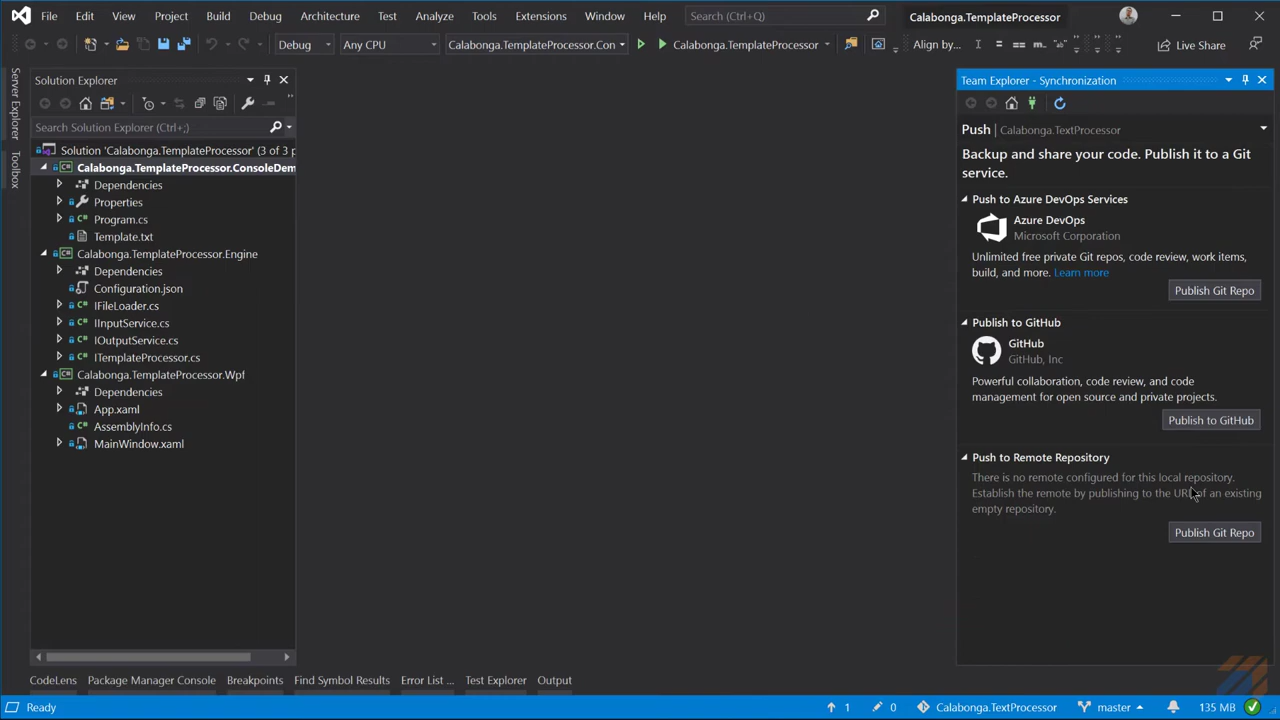 File Edit View Project Build Debug Architecture Test Analyze Tools Extensions Window Help Search (Ctrl+Q) Calabonga.TemplateProcessor
Debug Any CPU Calabonga.TemplateProcessor.Con Calabonga.TemplateProcessor Align by... Live Share
Server Explorer
Toolbox
Solution Explorer
Search Solution Explorer (Ctrl+;)
Solution 'Calabonga.TemplateProcessor' (3 of 3 p
Calabonga.TemplateProcessor.ConsoleDem
Dependencies
Properties
Program.cs
Template.txt
Calabonga.TemplateProcessor.Engine
Dependencies
Configuration.json
IFileLoader.cs
IInputService.cs
IOutputService.cs
ITemplateProcessor.cs
Calabonga.TemplateProcessor.Wpf
Dependencies
App.xaml
AssemblyInfo.cs
MainWindow.xaml
Team Explorer - Synchronization
Push | Calabonga.TextProcessor
Backup and share your code. Publish it to a Git
service.
Push to Azure DevOps Services
Azure DevOps
Microsoft Corporation
Unlimited free private Git repos, code review, work items,
build, and more. Learn more
Publish Git Repo
Publish to GitHub
GitHub
GitHub, Inc
Powerful collaboration, code review, and code
management for open source and private projects.
Publish to GitHub
Push to Remote Repository
There is no remote configured for this local repository.
Establish the remote by publishing to the URL of an existing
empty repository.
Publish Git Repo
CodeLens Package Manager Console Breakpoints Find Symbol Results Error List ... Test Explorer Output
Ready 1 0 Calabonga.TextProcessor master 135 MB